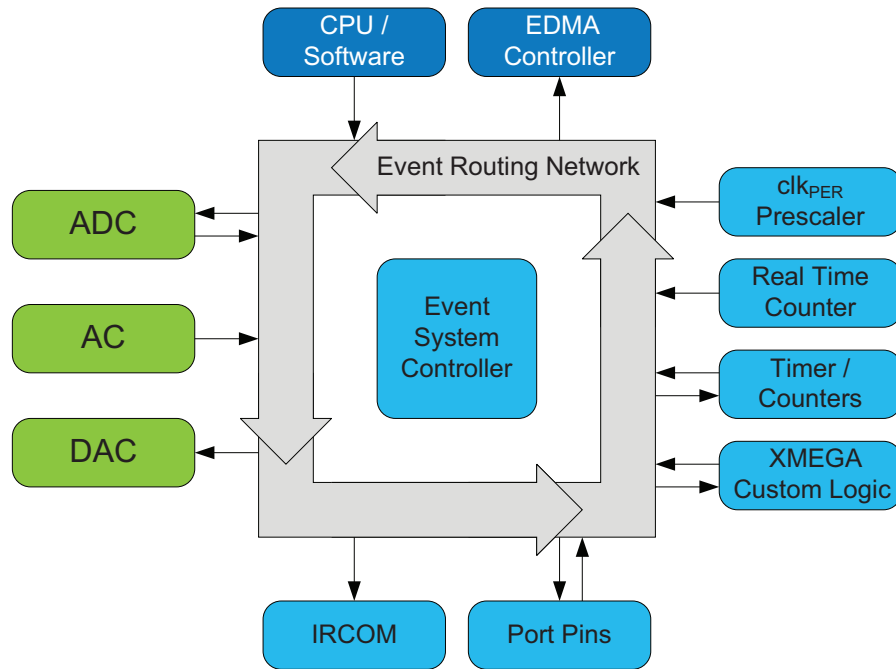 CPU /
Software
EDMA
Controller
Event Routing Network
ADC
clkPER
Prescaler
Event
System
Controller
Real Time
Counter
AC
Timer /
Counters
DAC
XMEGA
Custom Logic
IRCOM
Port Pins